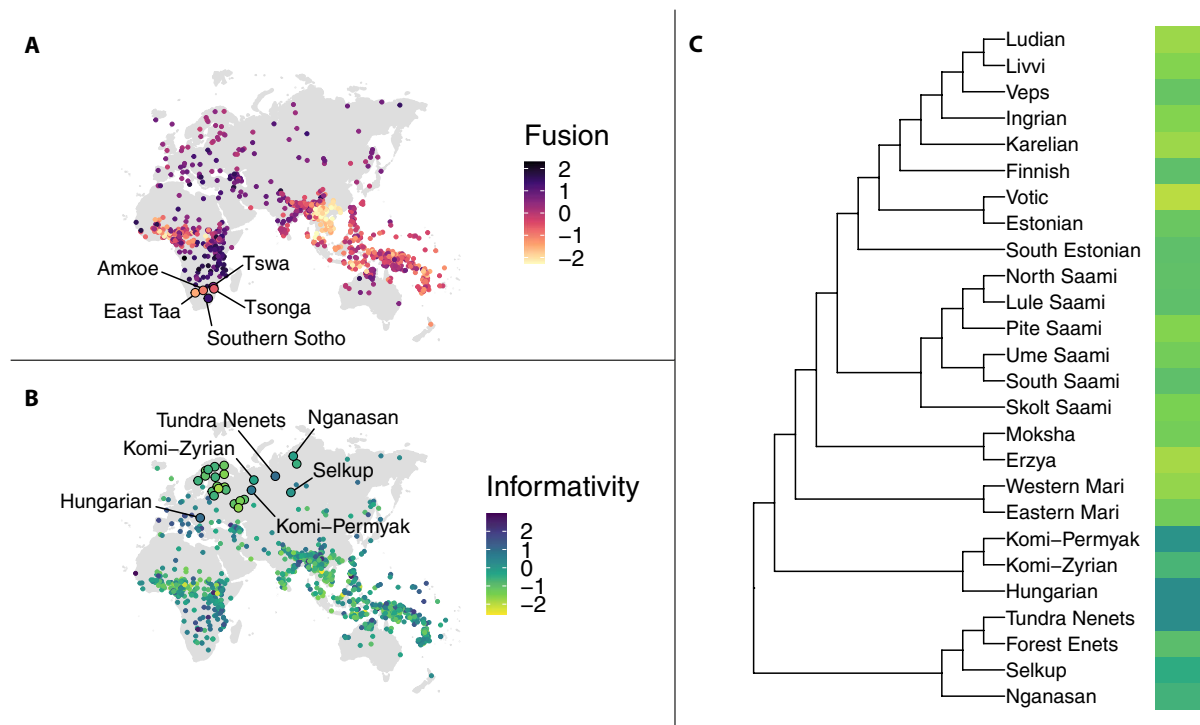 A
Fusion
2
1
0
−1
−2
Amkoe
Tswa
East Taa
Tsonga
Southern Sotho
B
Tundra Nenets
Nganasan
Komi−Zyrian
Selkup
Hungarian
Komi−Permyak
Informativity
2
1
0
−1
−2
C
Ludian
Livvi
Veps
Ingrian
Karelian
Finnish
Votic
Estonian
South Estonian
North Saami
Lule Saami
Pite Saami
Ume Saami
South Saami
Skolt Saami
Moksha
Erzya
Western Mari
Eastern Mari
Komi−Permyak
Komi−Zyrian
Hungarian
Tundra Nenets
Forest Enets
Selkup
Nganasan